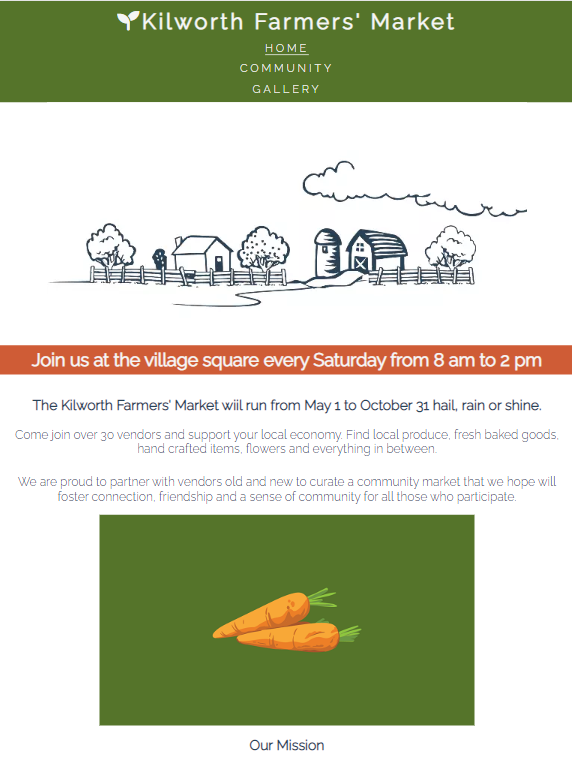 Kilworth Farmers' Market
HOME
COMMUNITY
GALLERY
Join us at the village square every Saturday from 8 am to 2 pm
The Kilworth Farmers' Market wiil run from May 1 to October 31 hail, rain or shine.
Come join over 30 vendors and support your local economy. Find local produce, fresh baked goods,
hand crafted items, flowers and everything in between.
We are proud to partner with vendors old and new to curate a community market that we hope will
foster connection, friendship and a sense of community for all those who participate.
Our Mission